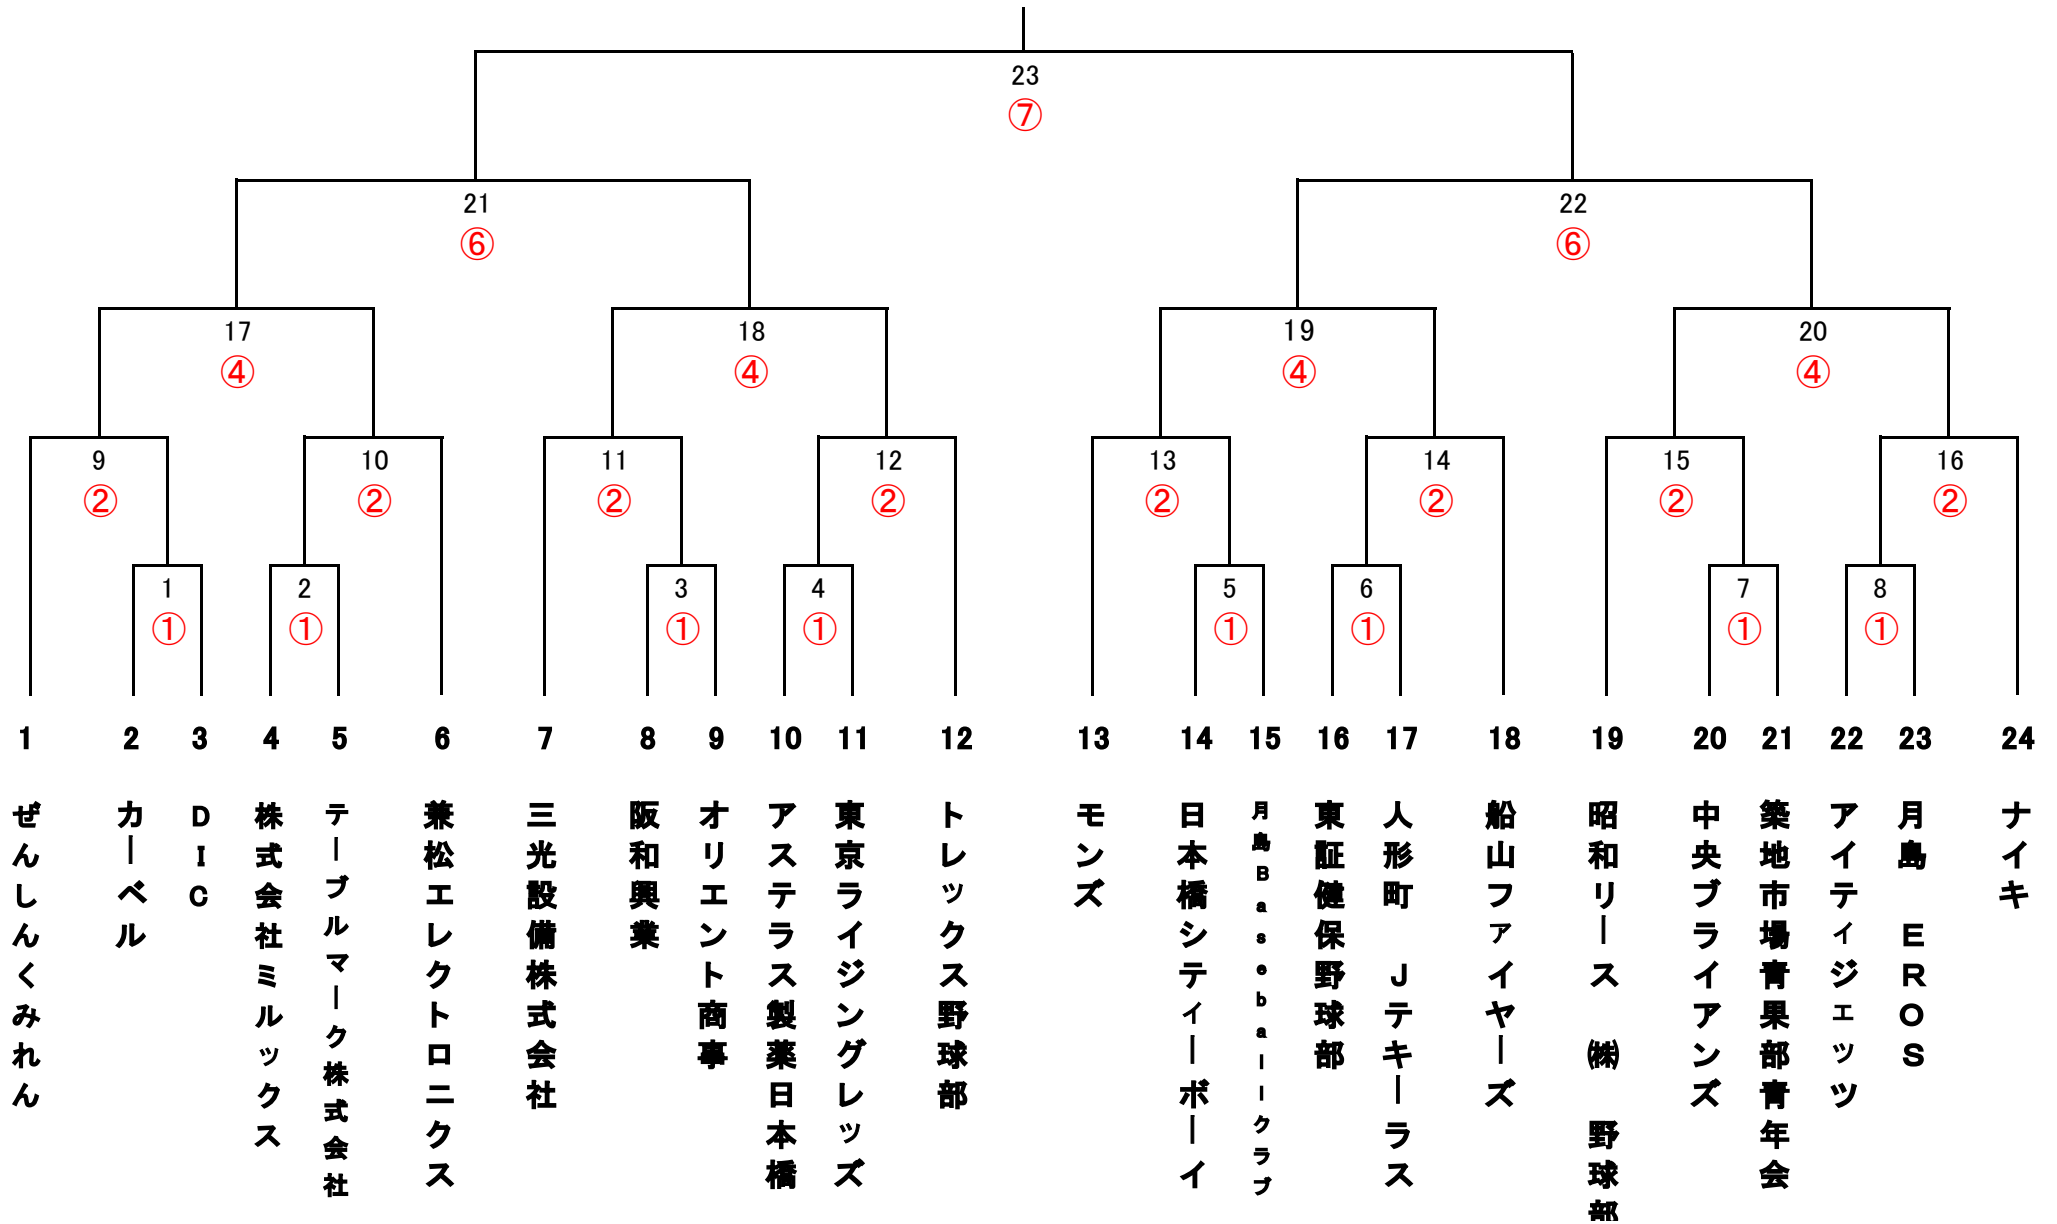 23
⑦
21
⑥
22
⑥
17
④
18
④
19
④
20
④
9
②
10
②
11
②
12
②
13
②
14
②
15
②
16
②
1
①
2
①
3
①
4
①
5
①
6
①
7
①
8
①
1 ぜんしんくみれん
2 カーベル
3 DIC
4 株式会社ミルックス
5 テーブルマーク株式会社
6 兼松エレクトロニクス
7 三光設備株式会社
8 阪和興業
9 オリエント商事
10 アステラス製薬日本橋
11 東京ライジングレッズ
12 トレックス野球部
13 モンズ
14 日本橋シティーボーイ
15 月島Baseballクラブ
16 東証健保野球部
17 人形町 Jテキーラス
18 船山ファイヤーズ
19 昭和リース ㈱ 野球部
20 中央ブライアンズ
21 築地市場青果部青年会
22 アイティジェッツ
23 月島 EROS
24 ナイキ